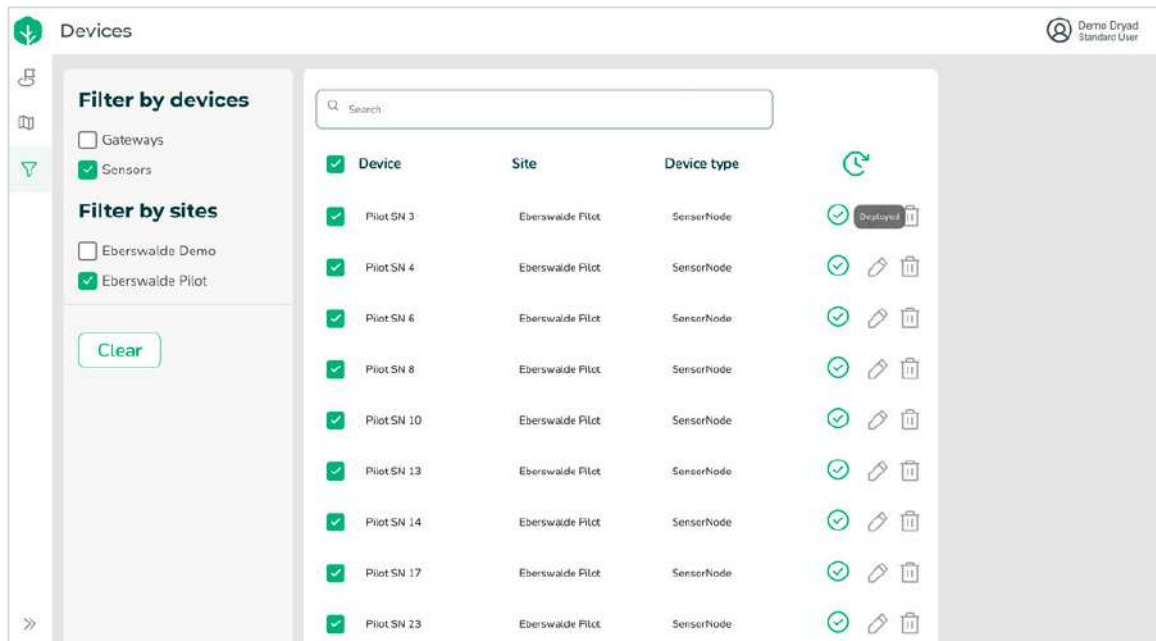 Devices
Demo Dryad
Standard User
Filter by devices
Gateways
Sensors
Filter by sites
Eberswalde Demo
Eberswalde Pilot
Clear
Search
Device Site Device type
Pilot SN 3 Eberswalde Pilot SensorNode Deployed
Pilot SN 4 Eberswalde Pilot SensorNode
Pilot SN 6 Eberswalde Pilot SensorNode
Pilot SN 8 Eberswalde Pilot SensorNode
Pilot SN 10 Eberswalde Pilot SensorNode
Pilot SN 13 Eberswalde Pilot SensorNode
Pilot SN 14 Eberswalde Pilot SensorNode
Pilot SN 17 Eberswalde Pilot SensorNode
Pilot SN 23 Eberswalde Pilot SensorNode